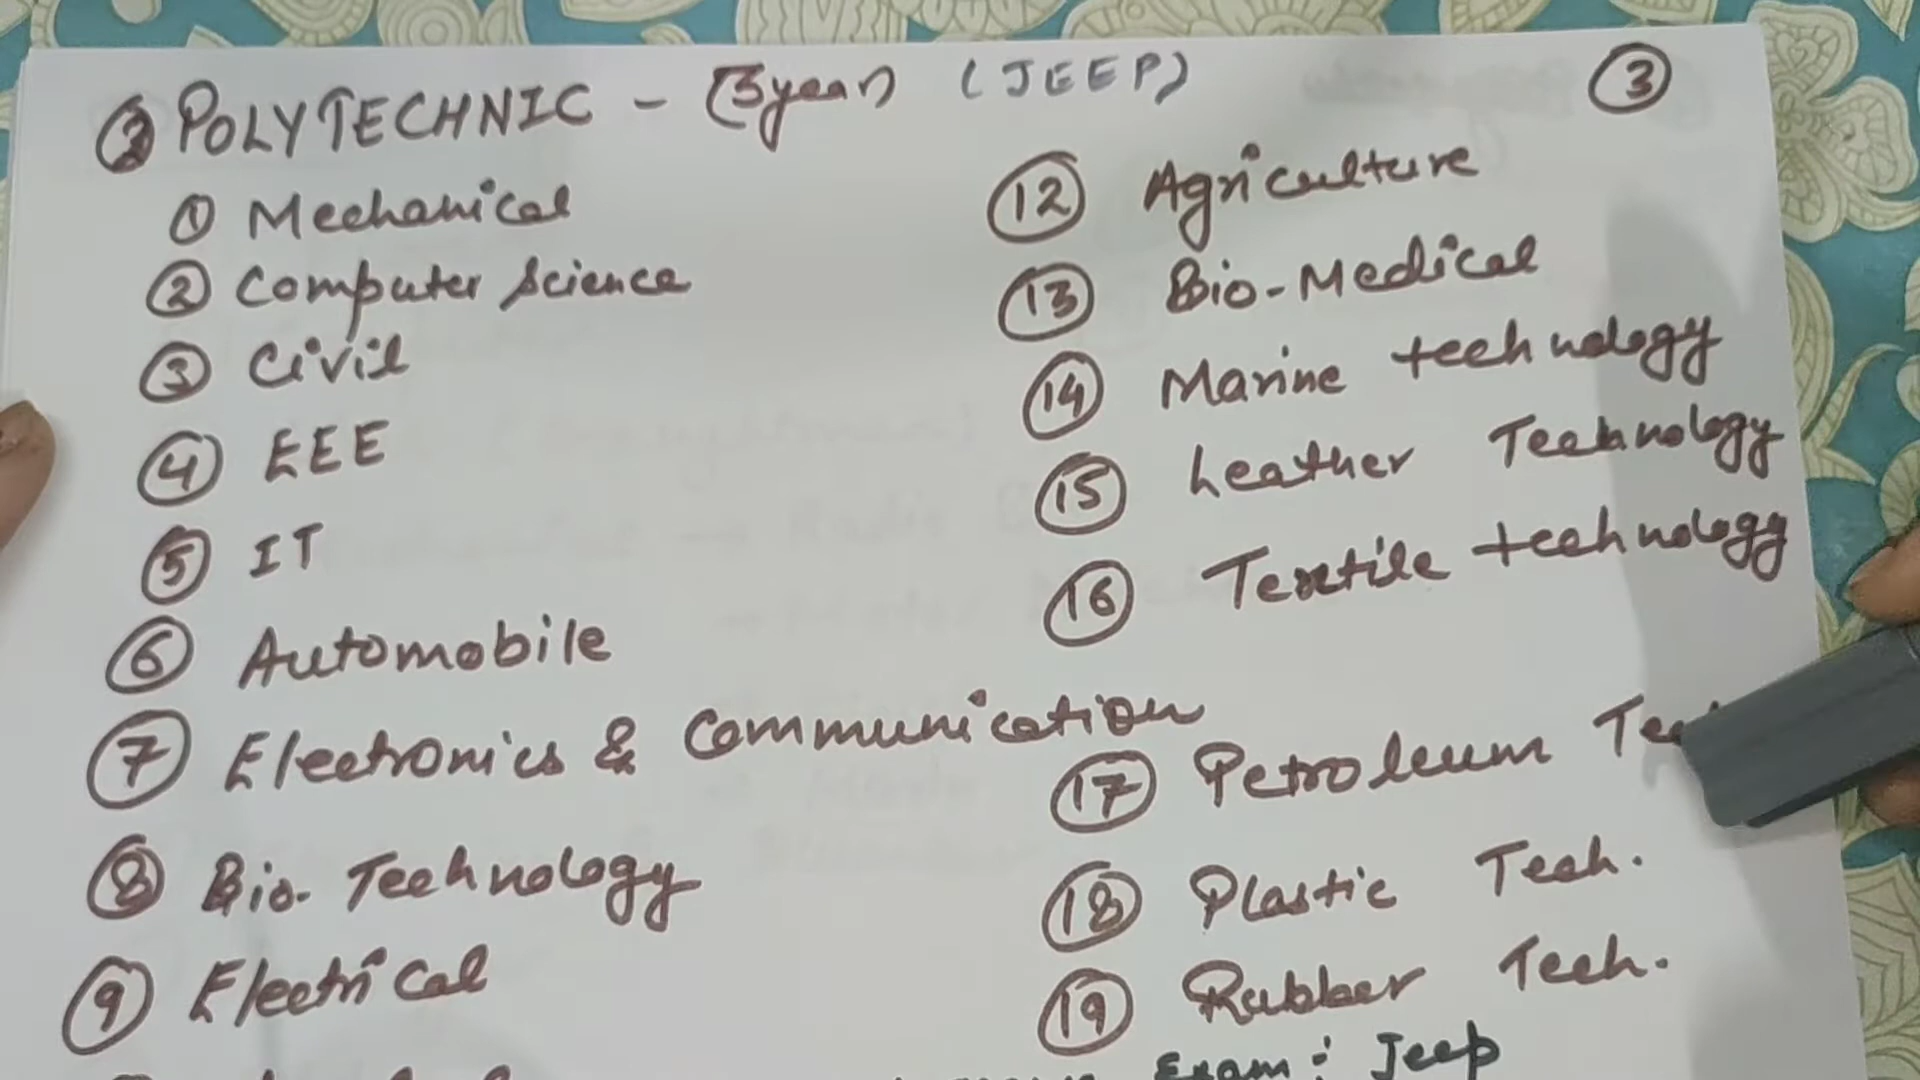 ② POLYTECHNIC - (3 year) (JEEP)
③
① Mechanical
② Computer Science
③ Civil
④ EEE
⑤ IT
⑥ Automobile
⑦ Electronics & Communication
⑧ Bio-Technology
⑨ Electrical
⑫ Agriculture
⑬ Bio-Medical
⑭ Marine technology
⑮ Leather Technology
⑯ Textile technology
⑰ Petroleum
⑱ Plastic Tech.
⑲ Rubber Tech.
Exam: Jeep